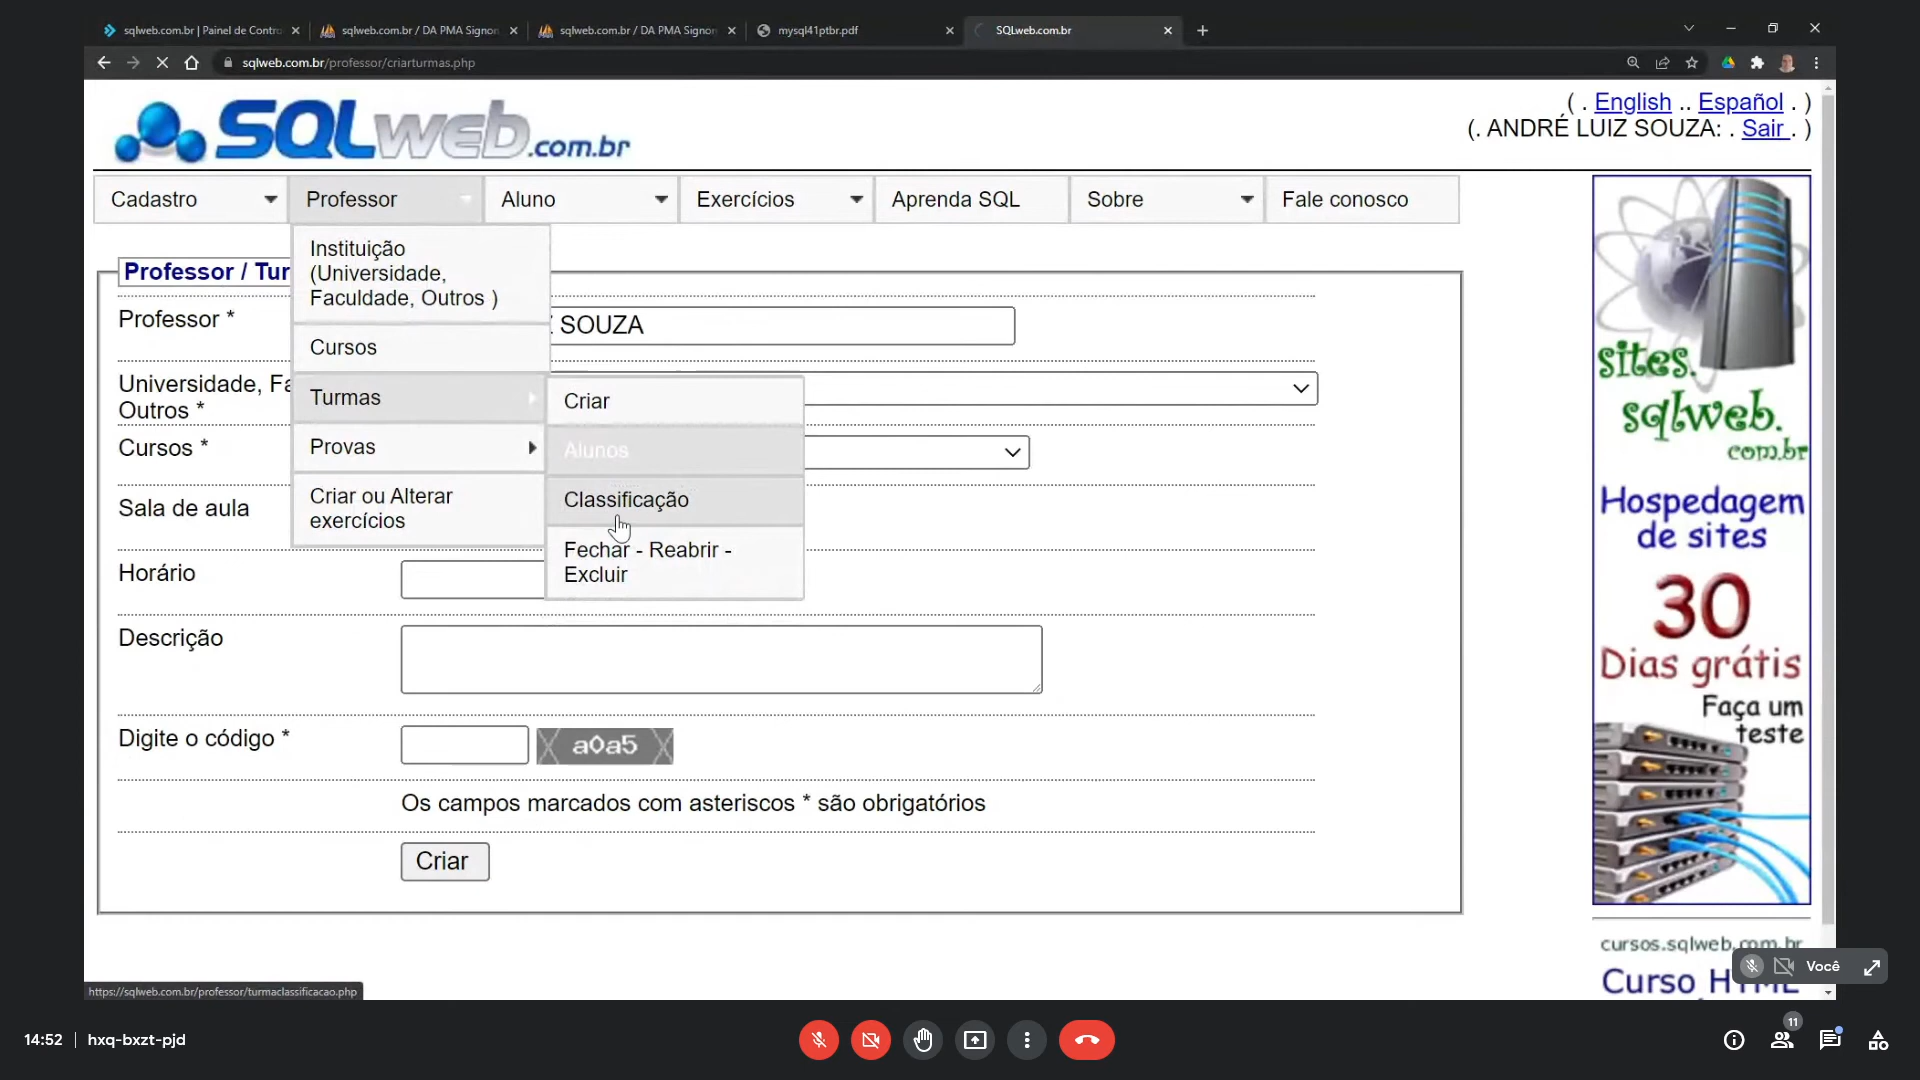 sqlweb.com.br | Painel de Contro
sqlweb.com.br / DA PMA Signon
sqlweb.com.br / DA PMA Signon
mysql41ptbr.pdf
SQLweb.com.br
sqlweb.com.br/professor/criarturmas.php
SQLweb.com.br
( . English .. Español . )
(. ANDRÉ LUIZ SOUZA: . Sair . )
Cadastro
Professor
Aluno
Exercícios
Aprenda SQL
Sobre
Fale conosco
Instituição
(Universidade,
Faculdade, Outros )
Cursos
Turmas
Provas
Criar ou Alterar
exercícios
Criar
Alunos
Classificação
Fechar - Reabrir -
Excluir
Professor / Tur
Professor *
SOUZA
Universidade, Fa
Outros *
Cursos *
Sala de aula
Horário
Descrição
Digite o código *
a0a5
Os campos marcados com asteriscos * são obrigatórios
Criar
sites.
sqlweb.
com.br
Hospedagem
de sites
30
Dias grátis
Faça um
teste
cursos.sqlweb.com.br
Curso HTML
Você
https://sqlweb.com.br/professor/turmaclassificacao.php
14:52 | hxq-bxzt-pjd
11